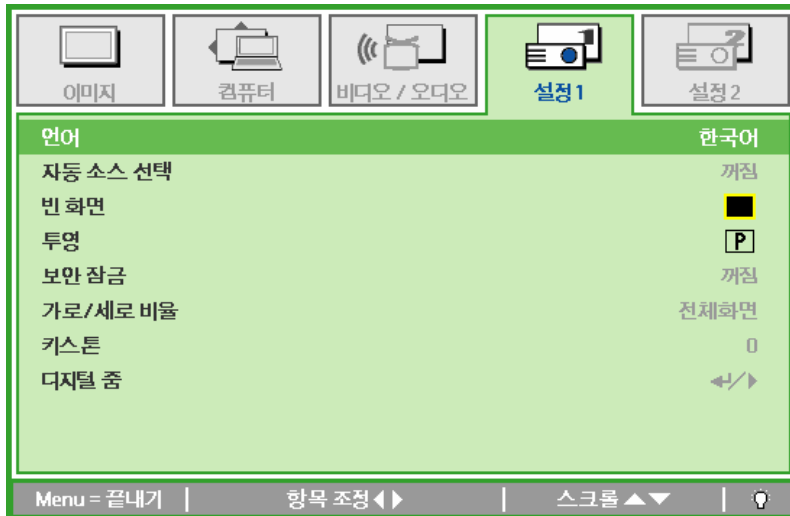 이미지
컴퓨터
비디오 / 오디오
설정 1
설정 2
언어 한국어
자동 소스 선택 꺼짐
빈 화면
투영 P
보안 잠금 꺼짐
가로/세로 비율 전체화면
키스톤 0
디지털 줌 /
Menu = 끝내기 항목 조정 스크롤